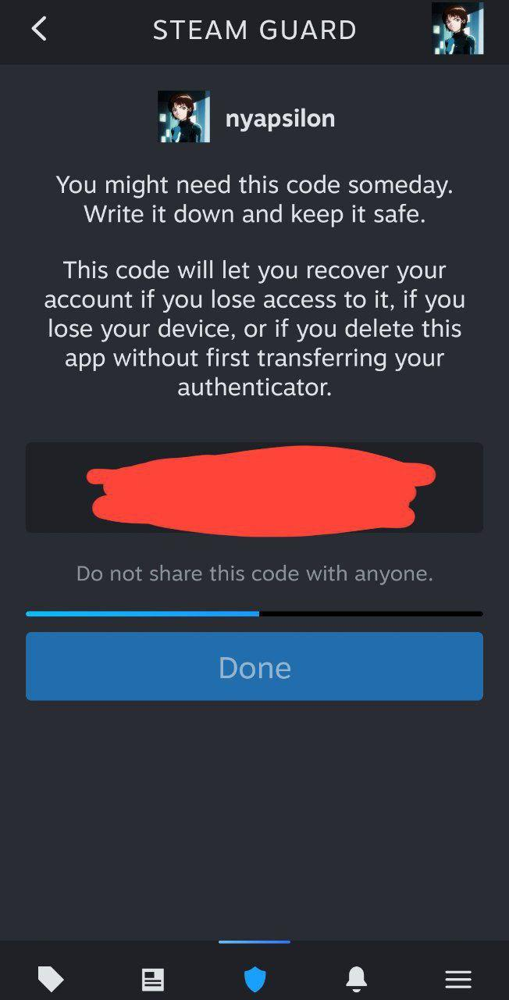 STEAM GUARD
nyapsilon
You might need this code someday.
Write it down and keep it safe.
This code will let you recover your
account if you lose access to it, if you
lose your device, or if you delete this
app without first transferring your
authenticator.
Do not share this code with anyone.
Done